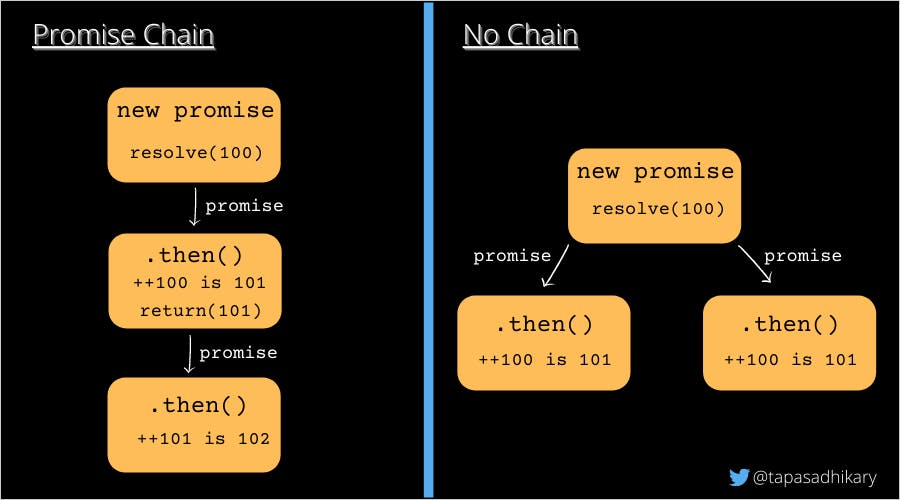 Promise Chain
new promise
resolve(100)
promise
.then()
++100 is 101
return(101)
promise
.then()
++101 is 102
No Chain
new promise
resolve(100)
promise
promise
.then()
++100 is 101
.then()
++100 is 101
@tapasadhikary